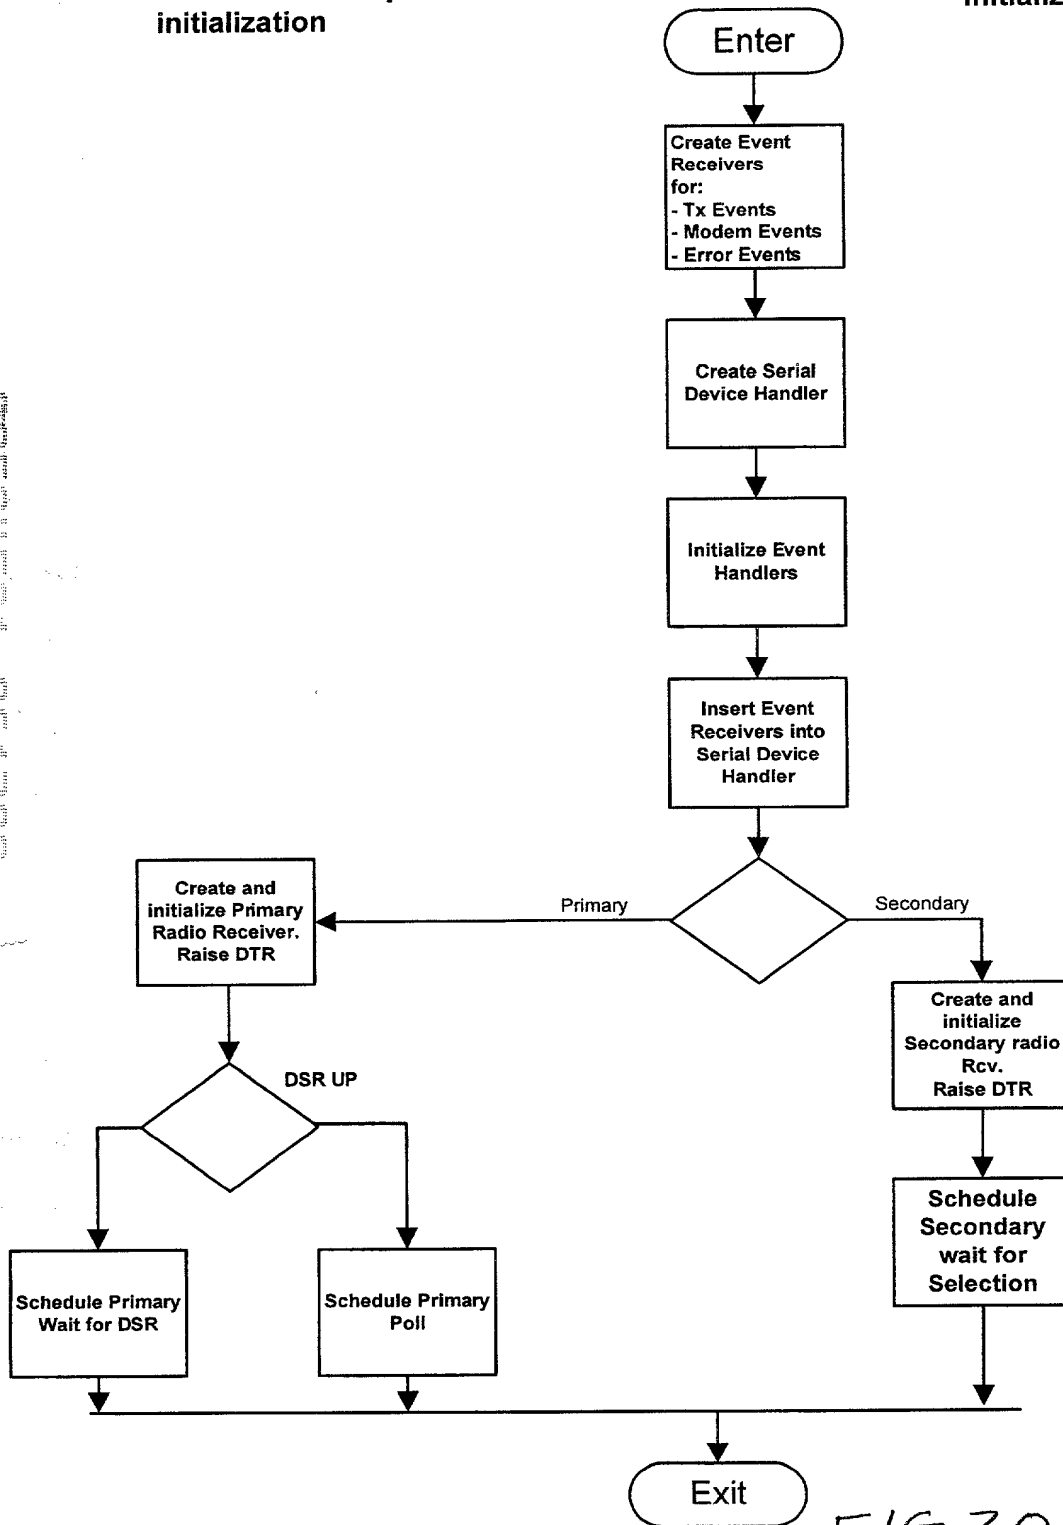 initialization
Enter
Create Event
Receivers
for:
- Tx Events
- Modem Events
- Error Events
Create Serial
Device Handler
Initialize Event
Handlers
Insert Event
Receivers into
Serial Device
Handler
Primary
Secondary
Create and
initialize Primary
Radio Receiver.
Raise DTR
Create and
initialize
Secondary radio
Rcv.
Raise DTR
DSR UP
Schedule
Secondary
wait for
Selection
Schedule Primary
Wait for DSR
Schedule Primary
Poll
Exit